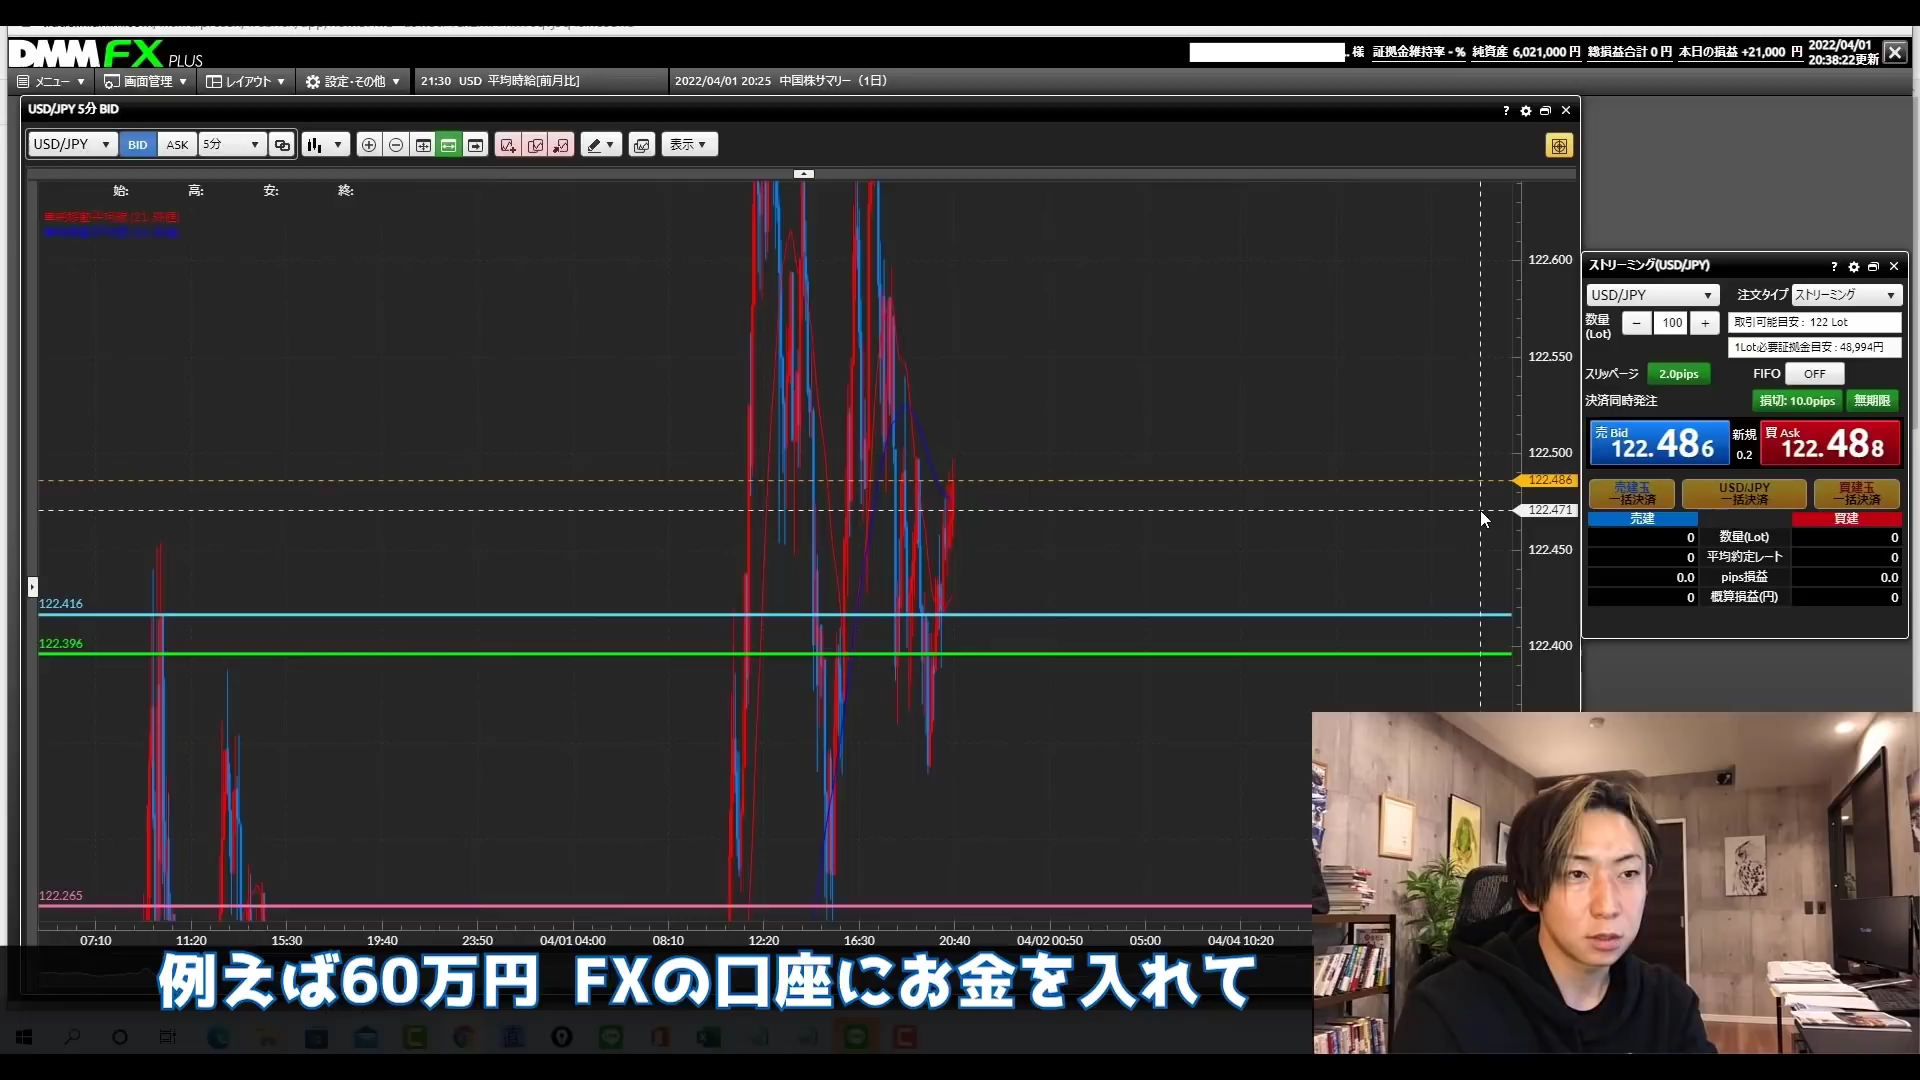 DMM FX PLUS
様 証拠金維持率 - % 純資産 6,021,000 円 総損益合計 0 円 本日の損益 +21,000 円
2022/04/01
20:38:22更新
メニュー 画面管理 レイアウト 設定・その他
21:30 USD 平均時給[前月比]
2022/04/01 20:25 中国株サマリー（1日）
USD/JPY 5分 BID
USD/JPY BID ASK 5分 表示
始: 高: 安: 終:
122.600
122.550
122.500
122.486
122.471
122.450
122.416
122.396
122.400
122.265
07:10 11:20 15:30 19:40 23:50 04/01 04:00 08:10 12:20 16:30 20:40 04/02 00:50 05:00 04/04 10:20
ストリーミング(USD/JPY)
USD/JPY 注文タイプ ストリーミング
数量
(Lot)
− 100 +
取引可能目安 : 122 Lot
1Lot必要証拠金目安 : 48,994円
スリッページ 2.0pips FIFO OFF
決済同時発注 損切: 10.0pips 無期限
売 Bid 122.486 新規 0.2 買 Ask 122.488
売建玉
一括決済
USD/JPY
一括決済
買建玉
一括決済
売建 買建
0 数量(Lot) 0
0 平均約定レート 0
0.0 pips損益 0.0
0 概算損益(円) 0
例えば60万円 FXの口座にお金を入れて